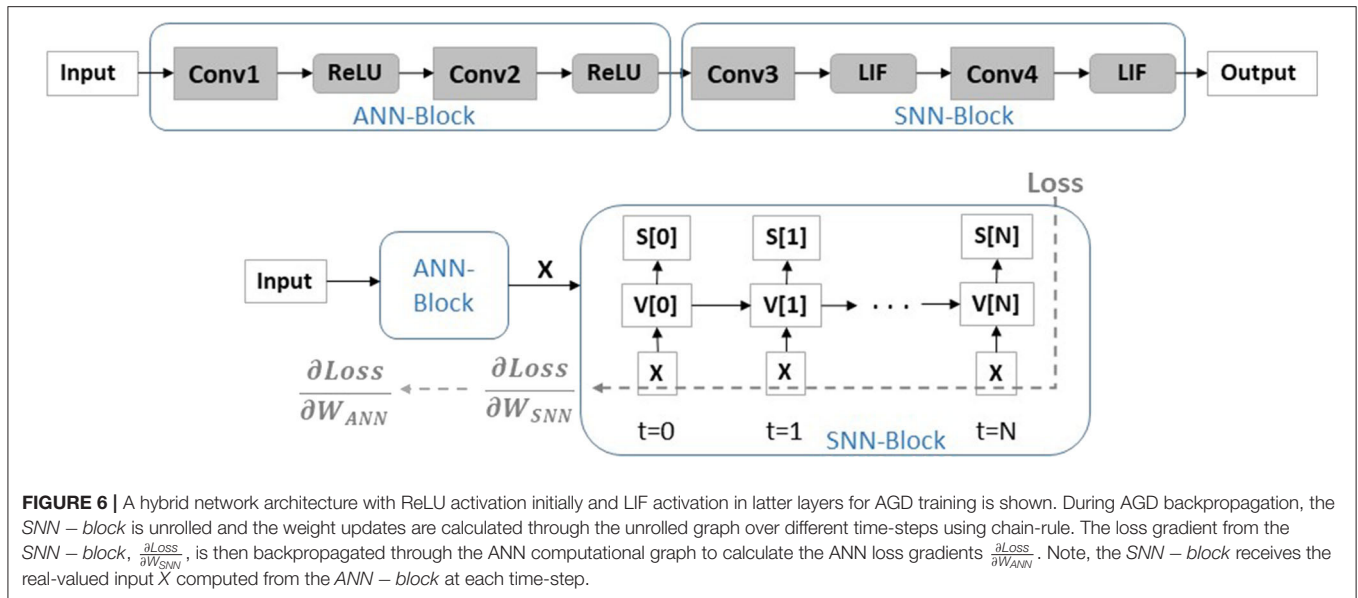 Input Conv1 ReLU Conv2 ReLU Conv3 LIF Conv4 LIF Output
ANN-Block SNN-Block
Loss
S[0] S[1] S[N]
Input ANN-Block X
V[0] V[1] . . . V[N]
X X X
∂Loss/∂W_ANN ∂Loss/∂W_SNN
t=0 t=1 t=N
SNN-Block
FIGURE 6 | A hybrid network architecture with ReLU activation initially and LIF activation in latter layers for AGD training is shown. During AGD backpropagation, the
SNN – block is unrolled and the weight updates are calculated through the unrolled graph over different time-steps using chain-rule. The loss gradient from the
SNN – block, ∂Loss/∂W_SNN, is then backpropagated through the ANN computational graph to calculate the ANN loss gradients ∂Loss/∂W_ANN. Note, the SNN – block receives the
real-valued input X computed from the ANN – block at each time-step.